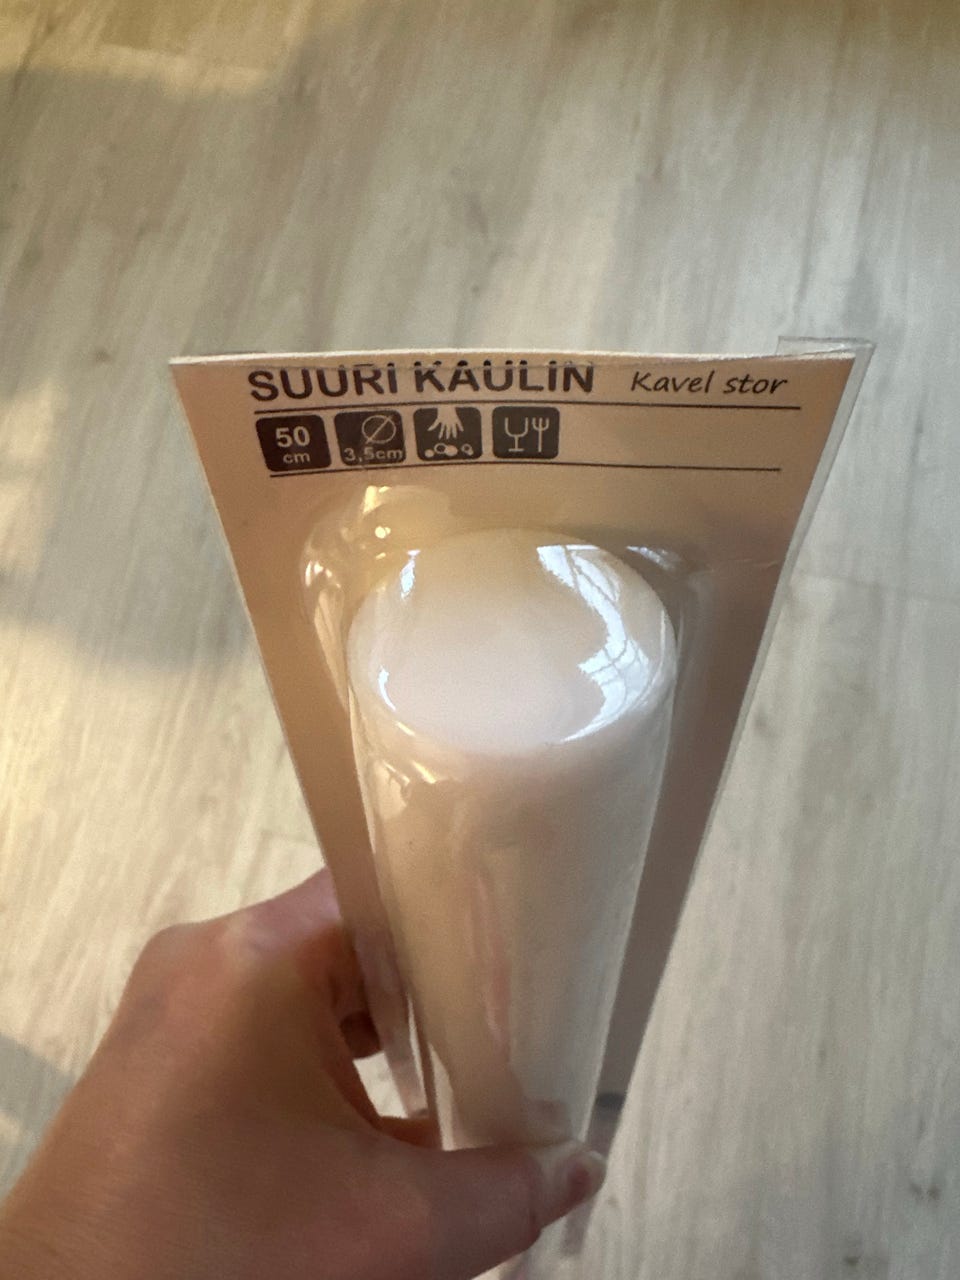 SUURI KAULIN Kavel stor
50 cm 3,5cm